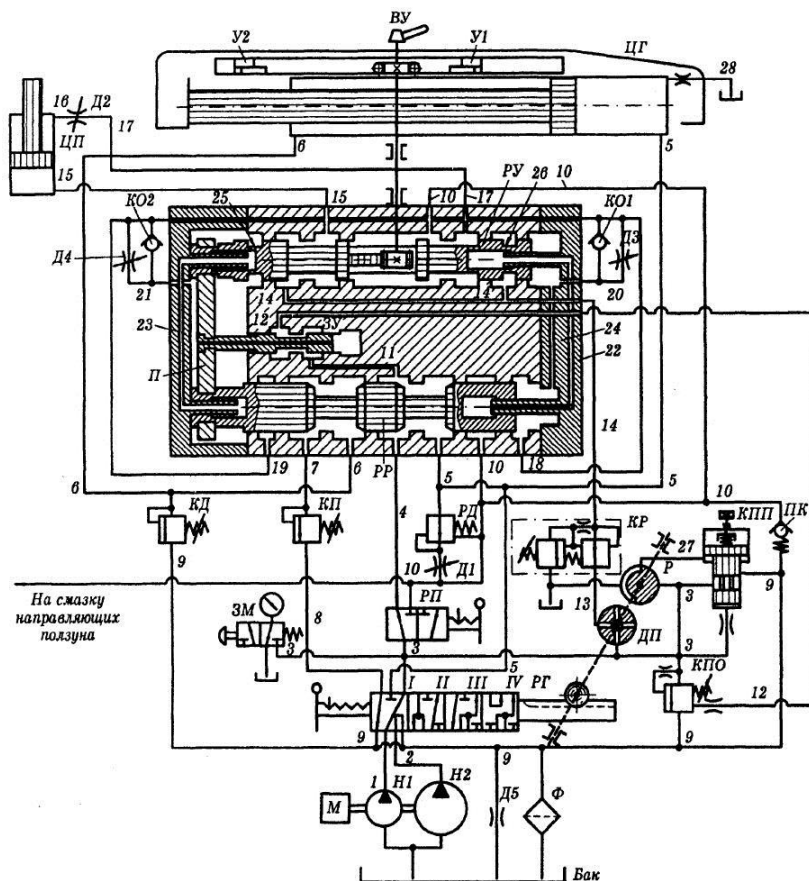 ВУ
У2
У1
ЦГ
28
16
Д2
17
ЦП
6
5
15
КО2
25
15
10
17
РУ
26
10
КО1
Д4
Д3
21
14
14
20
12
ЗУ
23
24
П
11
22
14
19
7
6
РР
5
10
18
6
5
4
10
КД
КП
РД
КР
КПП
ПК
27
Р
9
10
Д1
9
На смазку
направляющих
ползуна
ЗМ
8
РП
13
3
3
3
ДП
3
5
КПО
I
II
III
IV
РГ
12
9
2
9
9
1
Н1
Н2
М
Д5
Ф
Бак